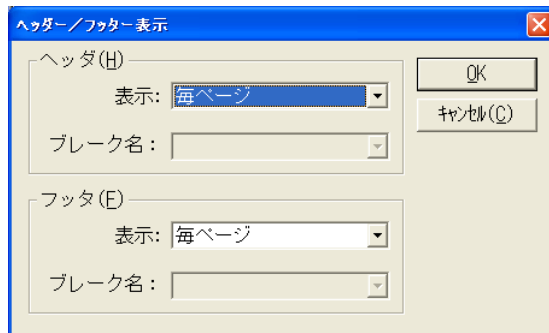 ヘッダー／フッター表示
ヘッダ(H)
表示: 毎ページ
ブレーク名：
OK
キャンセル(C)
フッタ(F)
表示: 毎ページ
ブレーク名：